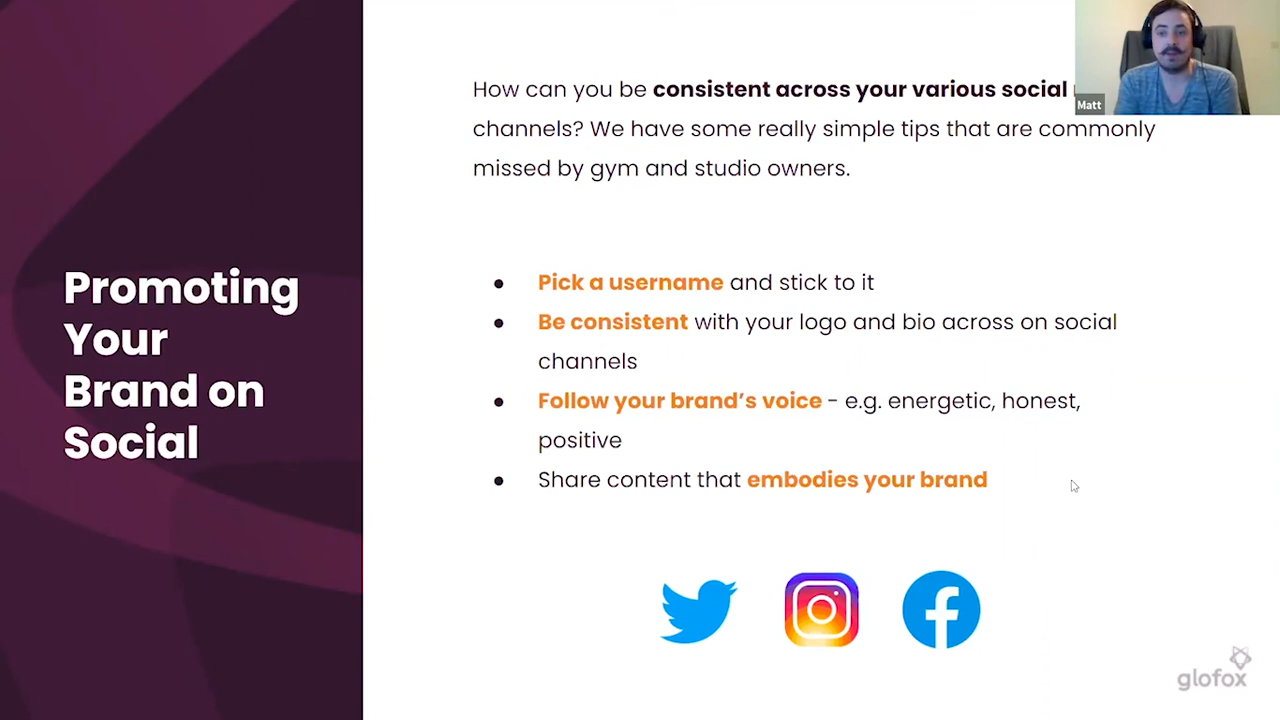 Promoting
Your
Brand on
Social
How can you be consistent across your various social
channels? We have some really simple tips that are commonly
missed by gym and studio owners.
● Pick a username and stick to it
● Be consistent with your logo and bio across on social
channels
● Follow your brand’s voice - e.g. energetic, honest,
positive
● Share content that embodies your brand
Matt
glofox